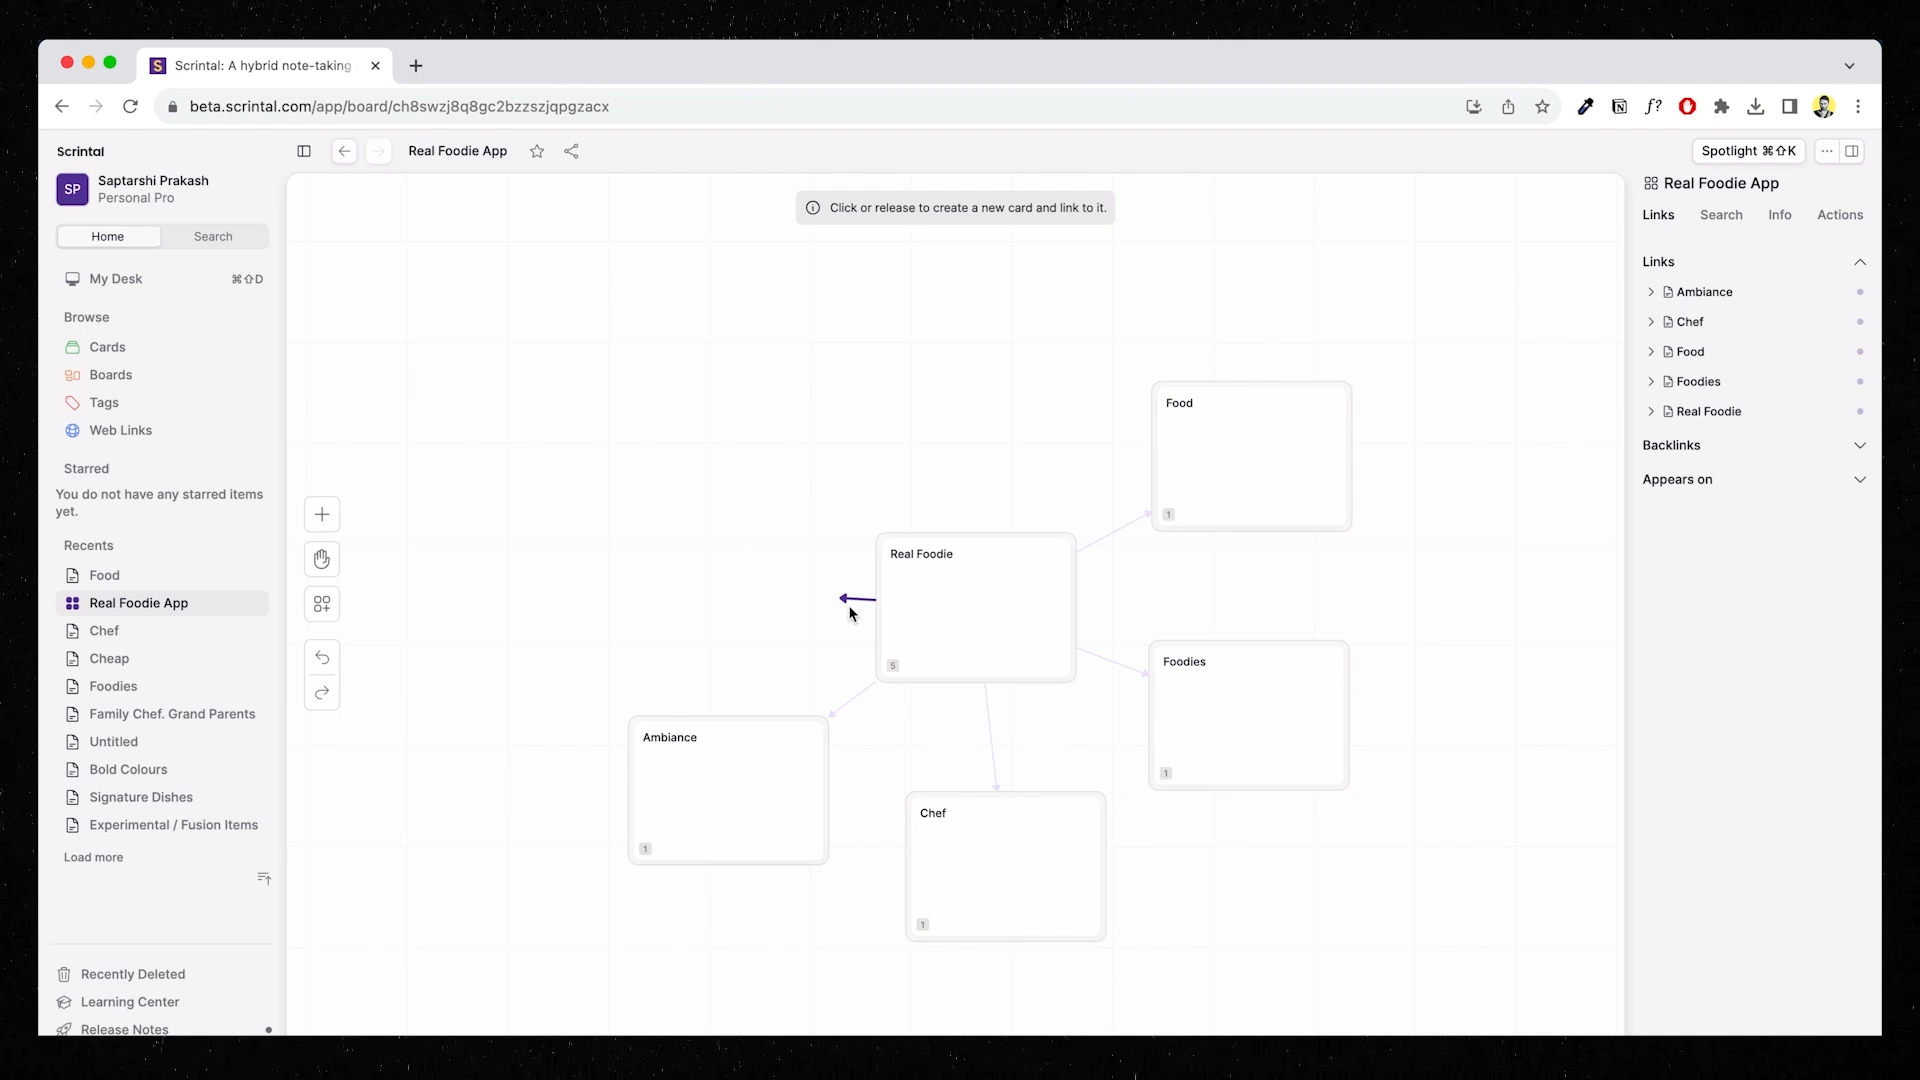 Scrintal: A hybrid note-taking
beta.scrintal.com/app/board/ch8swzj8q8gc2bzzszjqpgzacx
f?
Scrintal
Real Foodie App
Spotlight ⌘⇧K
SP
Saptarshi Prakash
Personal Pro
Home
Search
My Desk
⌘⇧D
Browse
Cards
Boards
Tags
Web Links
Starred
You do not have any starred items
yet.
Recents
Food
Real Foodie App
Chef
Cheap
Foodies
Family Chef. Grand Parents
Untitled
Bold Colours
Signature Dishes
Experimental / Fusion Items
Load more
Recently Deleted
Learning Center
Release Notes
Click or release to create a new card and link to it.
Food
1
Real Foodie
5
Foodies
1
Ambiance
1
Chef
1
Real Foodie App
Links
Search
Info
Actions
Links
Ambiance
Chef
Food
Foodies
Real Foodie
Backlinks
Appears on